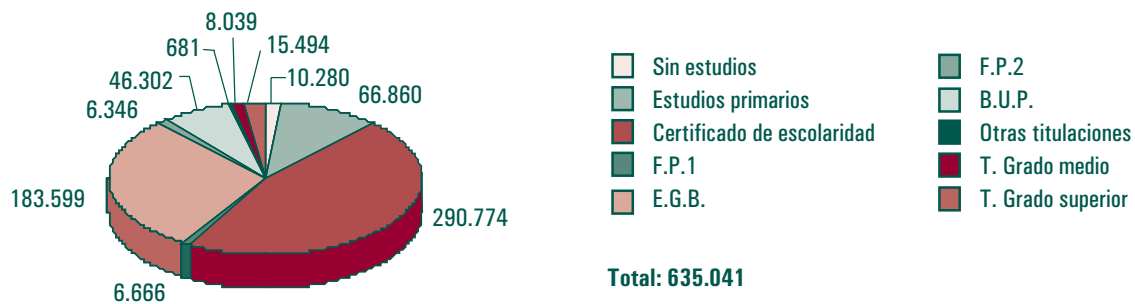 8.039
681
15.494
46.302
10.280
66.860
6.346
183.599
290.774
6.666
Sin estudios
Estudios primarios
Certificado de escolaridad
F.P.1
E.G.B.
F.P.2
B.U.P.
Otras titulaciones
T. Grado medio
T. Grado superior
Total: 635.041